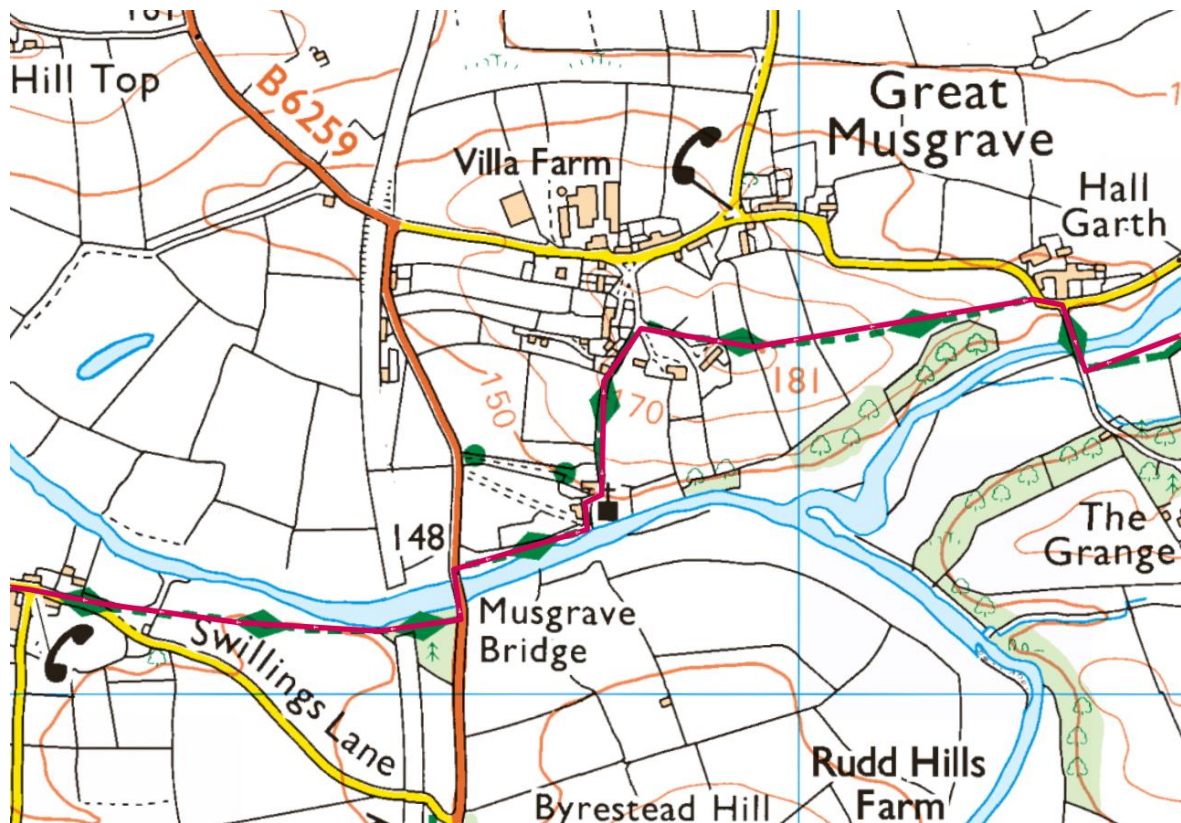 Hill Top
B 6259
Villa Farm
Great
Musgrave
Hall
Garth
150
170
181
148
The
Grange
Musgrave
Bridge
Swillings Lane
Rudd Hills
Farm
Byrestead Hill